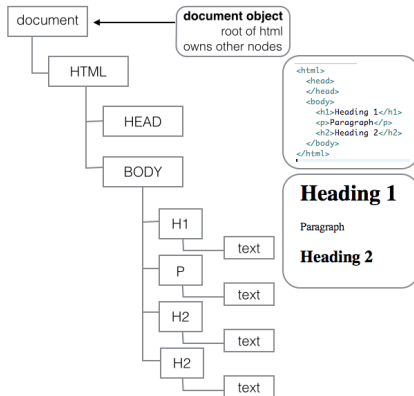 document
document object
root of html
owns other nodes
HTML
HEAD
BODY
H1
text
P
text
H2
text
H2
text
<html>
<head>
</head>
<body>
<h1>Heading 1</h1>
<p>Paragraph</p>
<h2>Heading 2</h2>
</body>
</html>
Heading 1
Paragraph
Heading 2